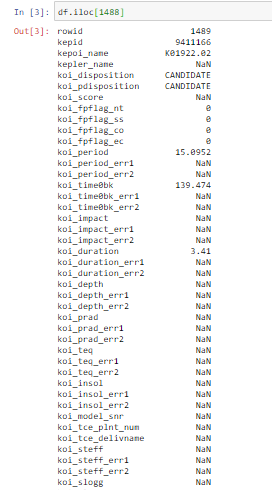 In [3]: df.iloc[1488]
Out[3]: rowid 1489
kepid 9411166
kepoi_name K01922.02
kepler_name NaN
koi_disposition CANDIDATE
koi_pdisposition CANDIDATE
koi_score NaN
koi_fpflag_nt 0
koi_fpflag_ss 0
koi_fpflag_co 0
koi_fpflag_ec 0
koi_period 15.0952
koi_period_err1 NaN
koi_period_err2 NaN
koi_time0bk 139.474
koi_time0bk_err1 NaN
koi_time0bk_err2 NaN
koi_impact NaN
koi_impact_err1 NaN
koi_impact_err2 NaN
koi_duration 3.41
koi_duration_err1 NaN
koi_duration_err2 NaN
koi_depth NaN
koi_depth_err1 NaN
koi_depth_err2 NaN
koi_prad NaN
koi_prad_err1 NaN
koi_prad_err2 NaN
koi_teq NaN
koi_teq_err1 NaN
koi_teq_err2 NaN
koi_insol NaN
koi_insol_err1 NaN
koi_insol_err2 NaN
koi_model_snr NaN
koi_tce_plnt_num NaN
koi_tce_delivname NaN
koi_steff NaN
koi_steff_err1 NaN
koi_steff_err2 NaN
koi_slogg NaN